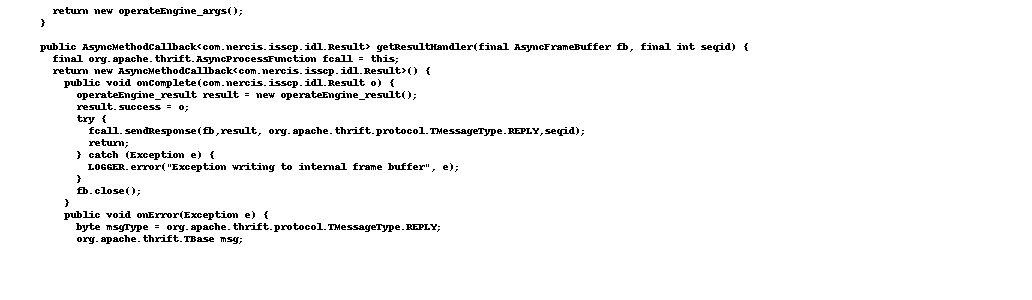 return new operateEngine_args();
}
public AsyncMethodCallback<com.nercis.isscp.idl.Result> getResultHandler(final AsyncFrameBuffer fb, final int seqid) {
final org.apache.thrift.AsyncProcessFunction fcall = this;
return new AsyncMethodCallback<com.nercis.isscp.idl.Result>() {
public void onComplete(com.nercis.isscp.idl.Result o) {
operateEngine_result result = new operateEngine_result();
result.success = o;
try {
fcall.sendResponse(fb,result, org.apache.thrift.protocol.TMessageType.REPLY,seqid);
return;
} catch (Exception e) {
LOGGER.error("Exception writing to internal frame buffer", e);
}
fb.close();
}
public void onError(Exception e) {
byte msgType = org.apache.thrift.protocol.TMessageType.REPLY;
org.apache.thrift.TBase msg;